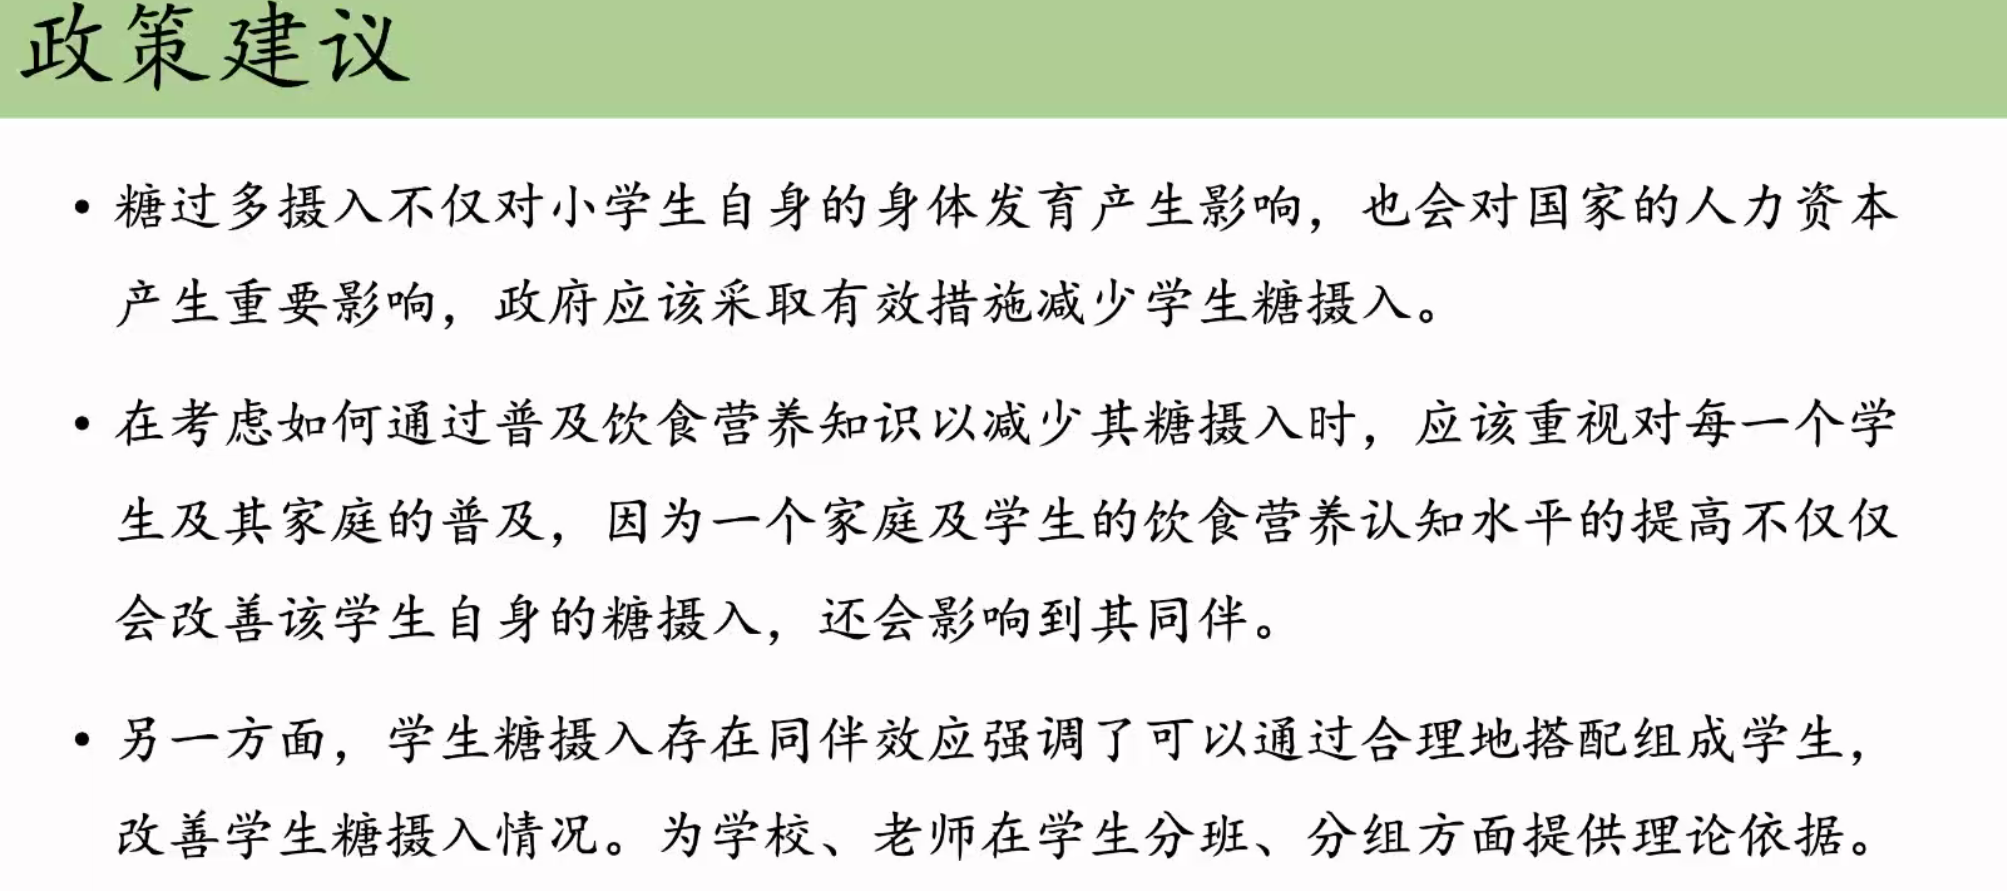 政策建议
• 糖过多摄入不仅对小学生自身的身体发育产生影响，也会对国家的人力资本
产生重要影响，政府应该采取有效措施减少学生糖摄入。
• 在考虑如何通过普及饮食营养知识以减少其糖摄入时，应该重视对每一个学
生及其家庭的普及，因为一个家庭及学生的饮食营养认知水平的提高不仅仅
会改善该学生自身的糖摄入，还会影响到其同伴。
• 另一方面，学生糖摄入存在同伴效应强调了可以通过合理地搭配组成学生，
改善学生糖摄入情况。为学校、老师在学生分班、分组方面提供理论依据。